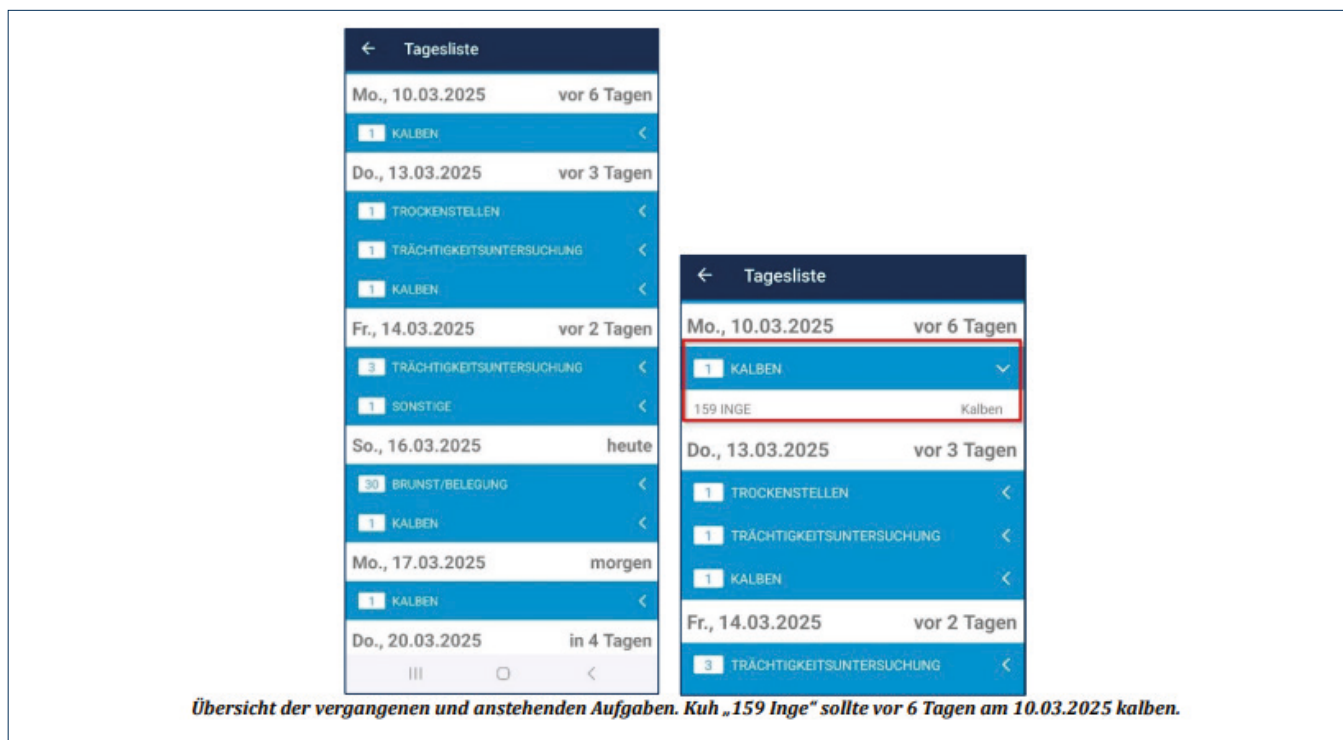 ← Tagesliste
Mo., 10.03.2025 vor 6 Tagen
1 KALBEN
Do., 13.03.2025 vor 3 Tagen
1 TROCKENSTELLEN
1 TRÄCHTIGKEITSUNTERSUCHUNG
1 KALBEN
Fr., 14.03.2025 vor 2 Tagen
3 TRÄCHTIGKEITSUNTERSUCHUNG
1 SONSTIGE
So., 16.03.2025 heute
30 BRUNST/BELEGUNG
1 KALBEN
Mo., 17.03.2025 morgen
1 KALBEN
Do., 20.03.2025 in 4 Tagen
← Tagesliste
Mo., 10.03.2025 vor 6 Tagen
1 KALBEN
159 INGE Kalben
Do., 13.03.2025 vor 3 Tagen
1 TROCKENSTELLEN
1 TRÄCHTIGKEITSUNTERSUCHUNG
1 KALBEN
Fr., 14.03.2025 vor 2 Tagen
3 TRÄCHTIGKEITSUNTERSUCHUNG
Übersicht der vergangenen und anstehenden Aufgaben. Kuh „159 Inge“ sollte vor 6 Tagen am 10.03.2025 kalben.